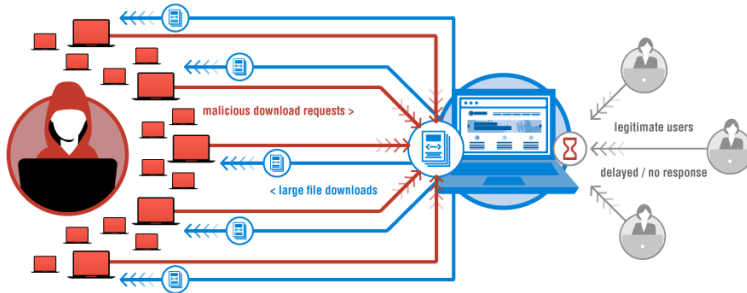 malicious download requests >
< large file downloads
legitimate users
delayed / no response